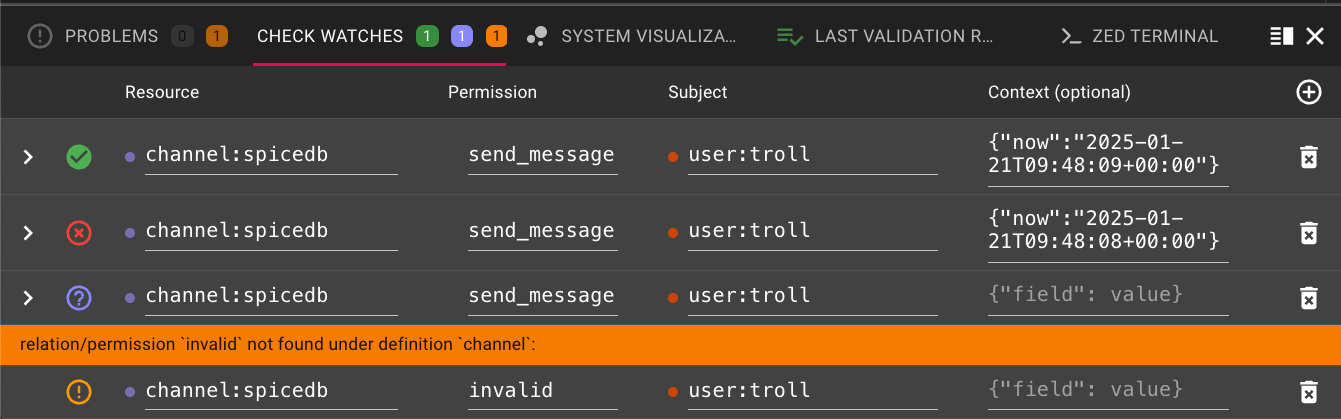 PROBLEMS 0 1 CHECK WATCHES 1 1 1 SYSTEM VISUALIZA... LAST VALIDATION R... ZED TERMINAL
Resource Permission Subject Context (optional)
channel:spicedb send_message user:troll {"now":"2025-01-
21T09:48:09+00:00"}
channel:spicedb send_message user:troll {"now":"2025-01-
21T09:48:08+00:00"}
channel:spicedb send_message user:troll {"field": value}
relation/permission `invalid` not found under definition `channel`:
channel:spicedb invalid user:troll {"field": value}